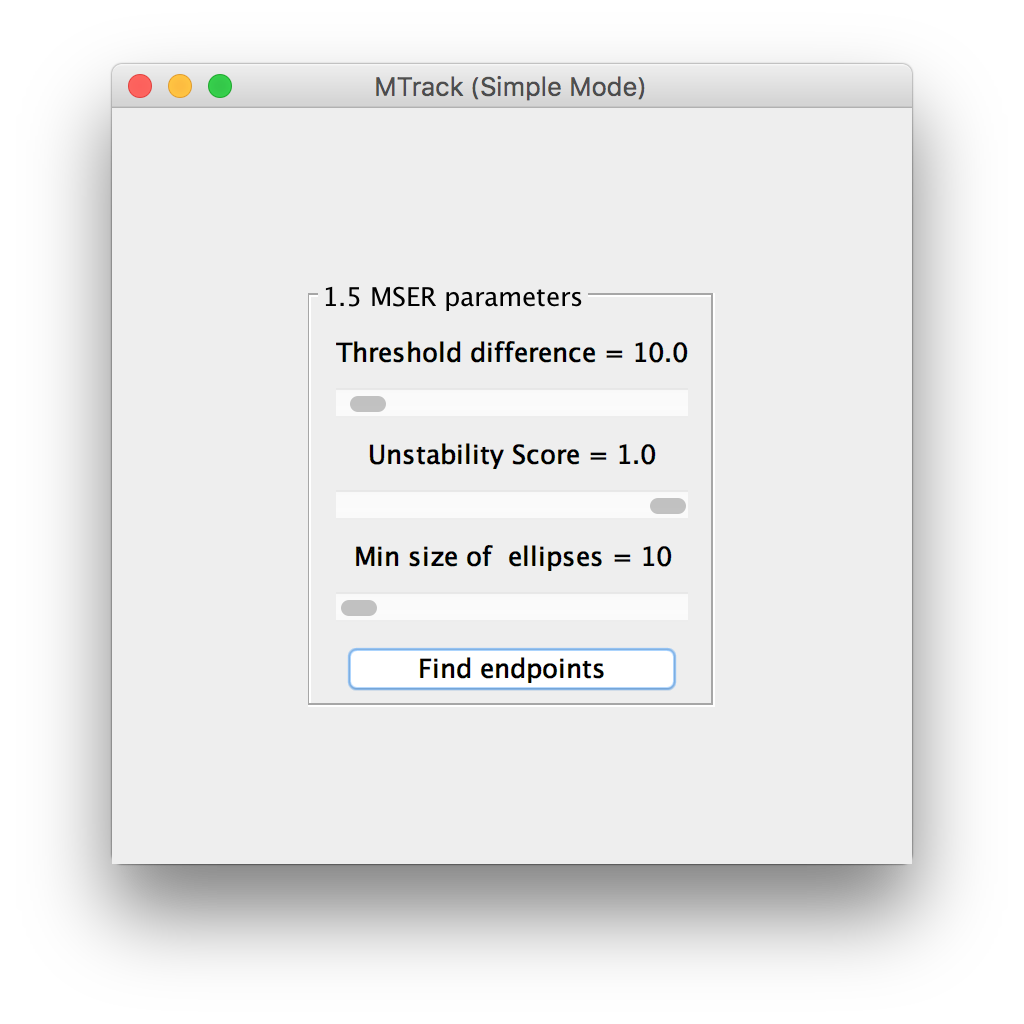 MTrack (Simple Mode)
1.5 MSER parameters
Threshold difference = 10.0
Unstability Score = 1.0
Min size of  ellipses = 10
Find endpoints